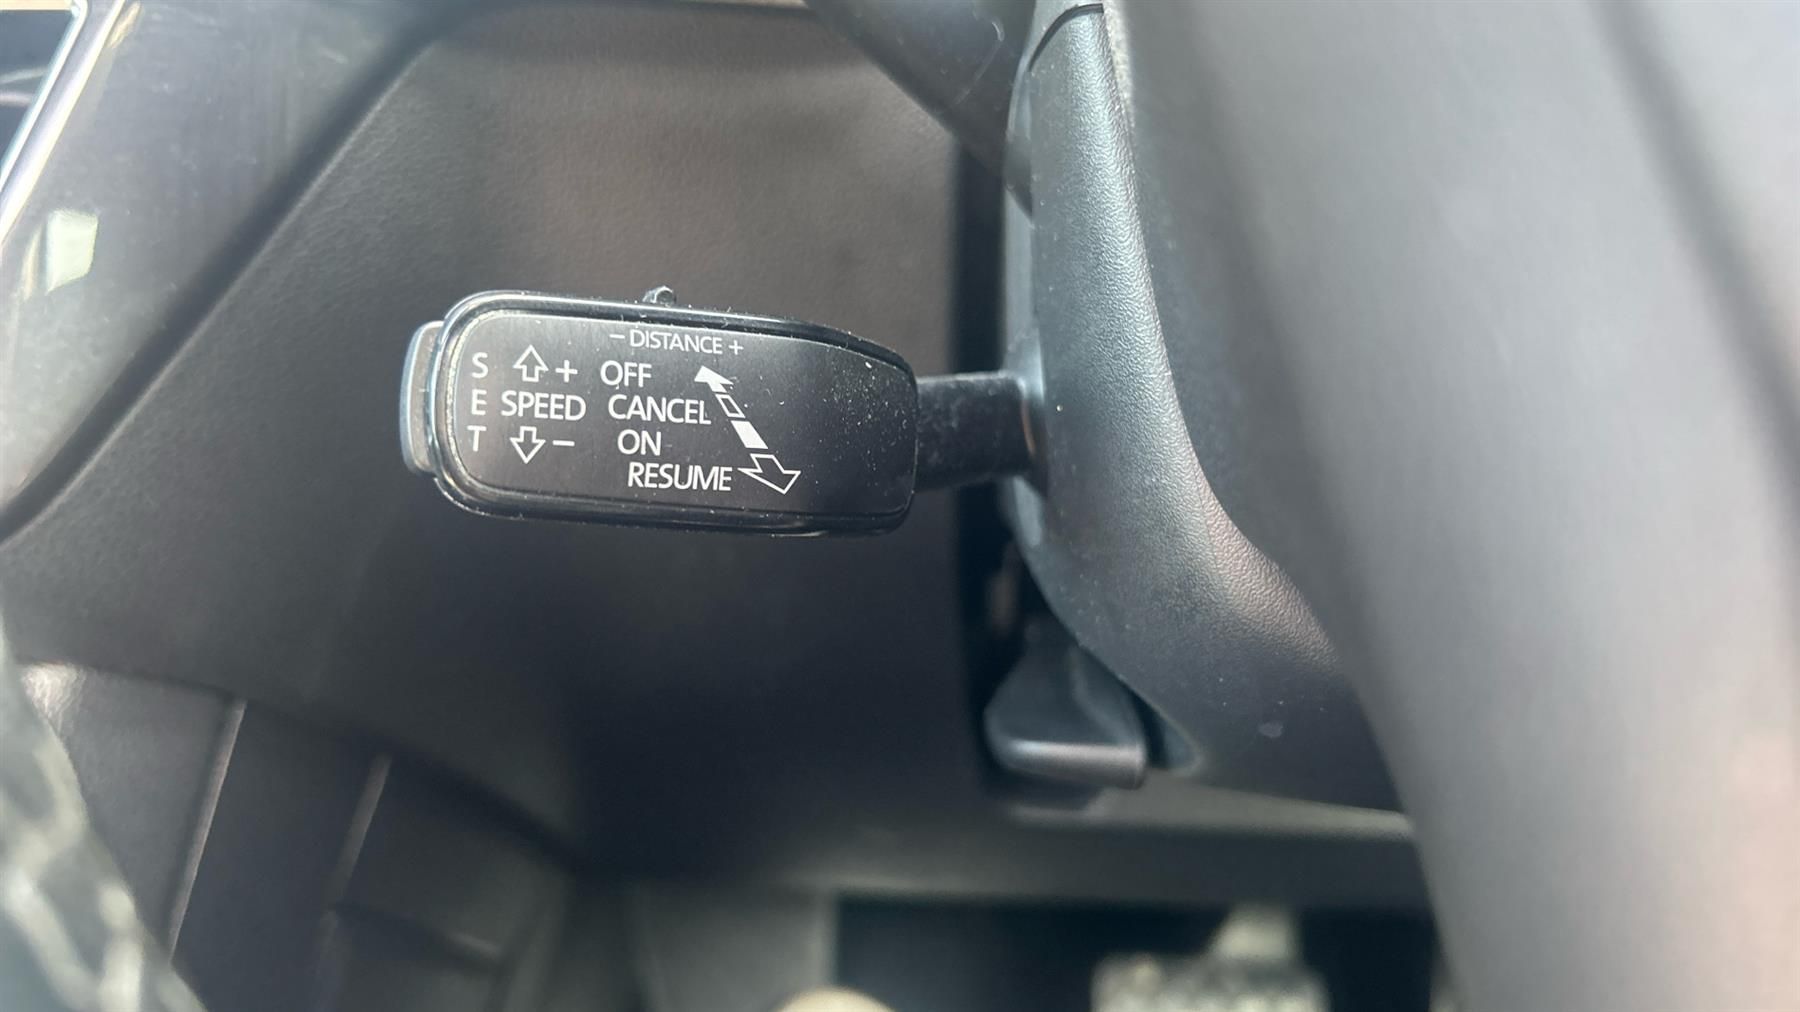 – DISTANCE +
S + OFF
E SPEED CANCEL
T – ON
RESUME